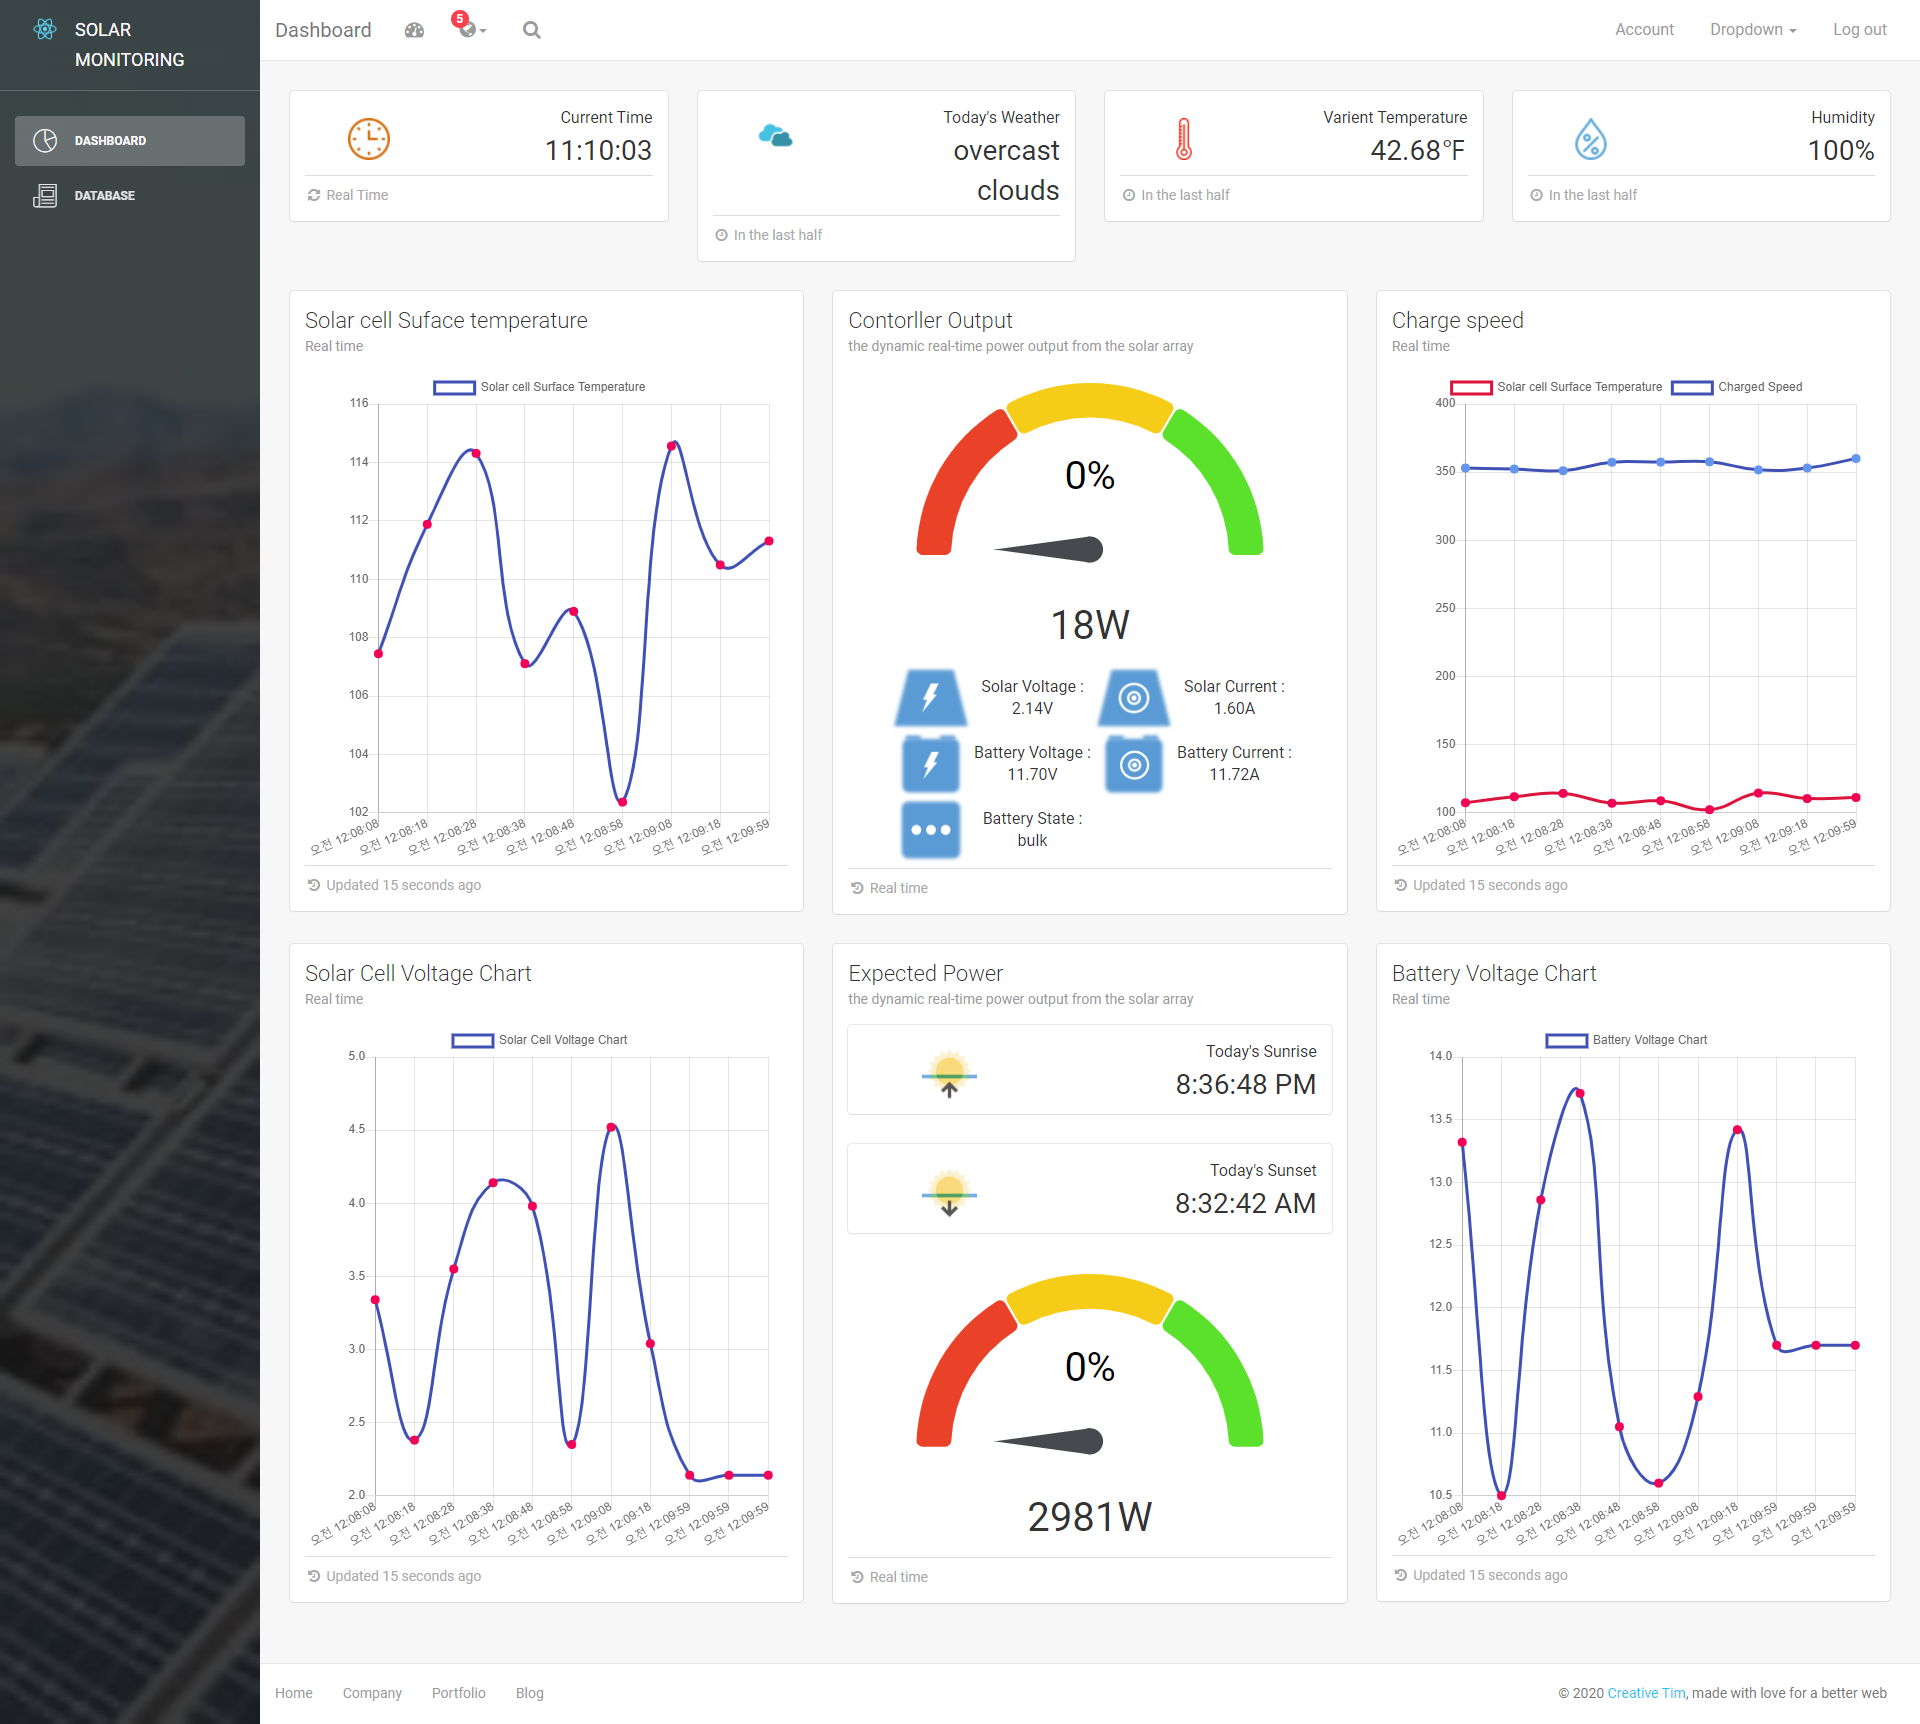 SOLAR
MONITORING
DASHBOARD
DATABASE
Dashboard
5
Account
Dropdown
Log out
Current Time
11:10:03
Real Time
Today's Weather
overcast
clouds
In the last half
Varient Temperature
42.68°F
In the last half
Humidity
100%
In the last half
Solar cell Suface temperature
Real time
Solar cell Surface Temperature
116
114
112
110
108
106
104
102
오전 12:08:08
오전 12:08:18
오전 12:08:28
오전 12:08:38
오전 12:08:48
오전 12:08:58
오전 12:09:08
오전 12:09:18
오전 12:09:59
Updated 15 seconds ago
Contorller Output
the dynamic real-time power output from the solar array
0%
18W
Solar Voltage :
2.14V
Solar Current :
1.60A
Battery Voltage :
11.70V
Battery Current :
11.72A
Battery State :
bulk
Real time
Charge speed
Real time
Solar cell Surface Temperature
Charged Speed
400
350
300
250
200
150
100
오전 12:08:08
오전 12:08:18
오전 12:08:28
오전 12:08:38
오전 12:08:48
오전 12:08:58
오전 12:09:08
오전 12:09:18
오전 12:09:59
Updated 15 seconds ago
Solar Cell Voltage Chart
Real time
Solar Cell Voltage Chart
5.0
4.5
4.0
3.5
3.0
2.5
2.0
오전 12:08:08
오전 12:08:18
오전 12:08:28
오전 12:08:38
오전 12:08:48
오전 12:08:58
오전 12:09:08
오전 12:09:18
오전 12:09:59
오전 12:09:59
오전 12:09:59
Updated 15 seconds ago
Expected Power
the dynamic real-time power output from the solar array
Today's Sunrise
8:36:48 PM
Today's Sunset
8:32:42 AM
0%
2981W
Real time
Battery Voltage Chart
Real time
Battery Voltage Chart
14.0
13.5
13.0
12.5
12.0
11.5
11.0
10.5
오전 12:08:08
오전 12:08:18
오전 12:08:28
오전 12:08:38
오전 12:08:48
오전 12:08:58
오전 12:09:08
오전 12:09:18
오전 12:09:59
오전 12:09:59
오전 12:09:59
Updated 15 seconds ago
Home
Company
Portfolio
Blog
© 2020 Creative Tim, made with love for a better web